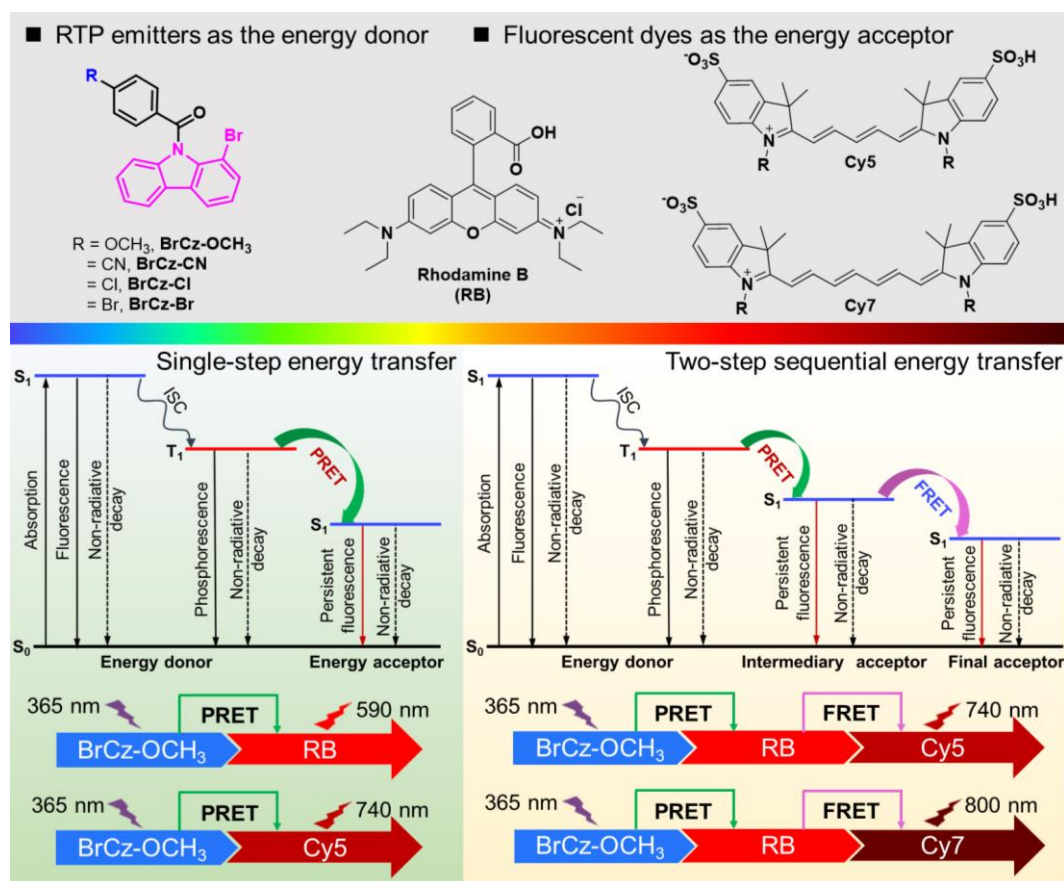 ■ RTP emitters as the energy donor
R
O
N
Br
R = OCH₃, BrCz-OCH₃
= CN, BrCz-CN
= Cl, BrCz-Cl
= Br, BrCz-Br
■ Fluorescent dyes as the energy acceptor
OH
O
N
O
N⁺
Cl⁻
Rhodamine B
(RB)
⁻O₃S
SO₃H
N⁺
R
N
R
Cy5
⁻O₃S
SO₃H
N⁺
R
N
R
Cy7
Single-step energy transfer
S₁
ISC
T₁
PRET
S₁
Absorption
Fluorescence
Non-radiative
decay
Phosphorescence
Non-radiative
decay
Persistent
fluorescence
Non-radiative
decay
S₀
Energy donor
Energy acceptor
365 nm
PRET
590 nm
BrCz-OCH₃
RB
365 nm
PRET
740 nm
BrCz-OCH₃
Cy5
Two-step sequential energy transfer
S₁
ISC
T₁
PRET
S₁
FRET
S₁
Absorption
Fluorescence
Non-radiative
decay
Phosphorescence
Non-radiative
decay
Persistent
fluorescence
Non-radiative
decay
Persistent
fluorescence
Non-radiative
decay
Energy donor
Intermediary acceptor
Final acceptor
365 nm
PRET
FRET
740 nm
BrCz-OCH₃
RB
Cy5
365 nm
PRET
FRET
800 nm
BrCz-OCH₃
RB
Cy7